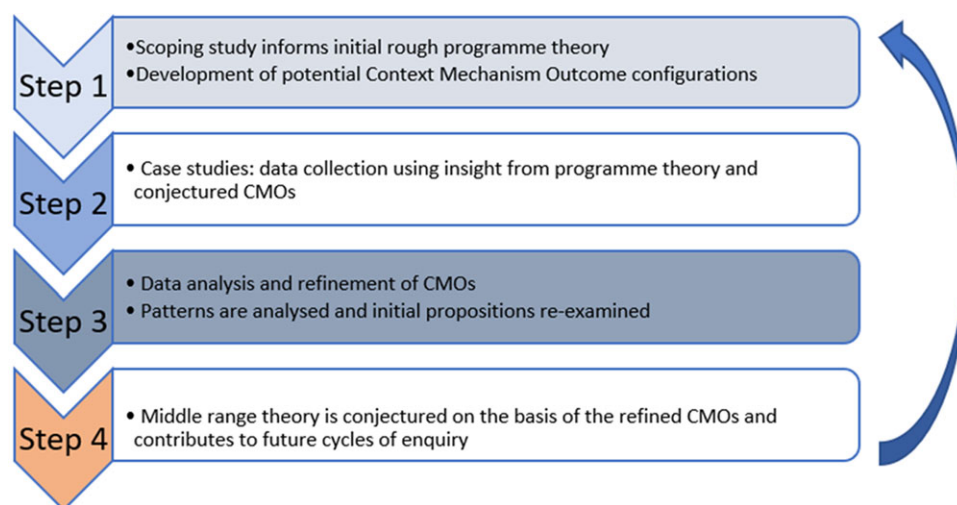 Step 1
•Scoping study informs initial rough programme theory
•Development of potential Context Mechanism Outcome configurations
Step 2
• Case studies: data collection using insight from programme theory and
conjectured CMOs
Step 3
• Data analysis and refinement of CMOs
• Patterns are analysed and initial propositions re-examined
Step 4
• Middle range theory is conjectured on the basis of the refined CMOs and
contributes to future cycles of enquiry